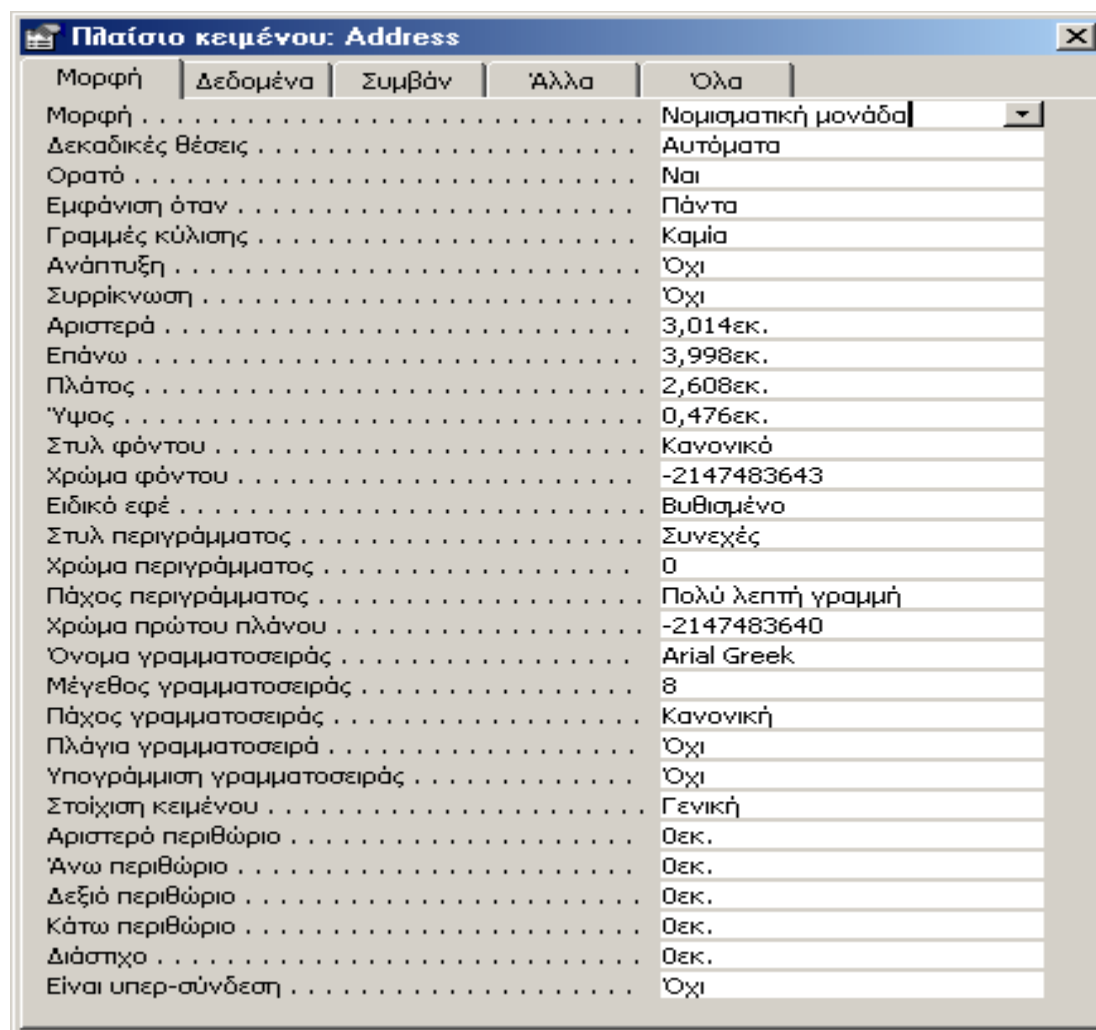 Πλαίσιο κειμένου: Address
Μορφή Δεδομένα Συμβάν Άλλα Όλα
Μορφή . . . . . . . . . . . . . . . . . . . . . . . . . . . . . . Νομισματική μονάδα
Δεκαδικές θέσεις . . . . . . . . . . . . . . . . . . . . . . . Αυτόματα
Ορατό . . . . . . . . . . . . . . . . . . . . . . . . . . . . . . Ναι
Εμφάνιση όταν . . . . . . . . . . . . . . . . . . . . . . . . Πάντα
Γραμμές κύλισης . . . . . . . . . . . . . . . . . . . . . . . Καμία
Ανάπτυξη . . . . . . . . . . . . . . . . . . . . . . . . . . . . Όχι
Συρρίκνωση . . . . . . . . . . . . . . . . . . . . . . . . . . Όχι
Αριστερά . . . . . . . . . . . . . . . . . . . . . . . . . . . . 3,014εκ.
Επάνω . . . . . . . . . . . . . . . . . . . . . . . . . . . . . . 3,998εκ.
Πλάτος . . . . . . . . . . . . . . . . . . . . . . . . . . . . . . 2,608εκ.
Ύψος . . . . . . . . . . . . . . . . . . . . . . . . . . . . . . . 0,476εκ.
Στυλ φόντου . . . . . . . . . . . . . . . . . . . . . . . . . . Κανονικό
Χρώμα φόντου . . . . . . . . . . . . . . . . . . . . . . . . -2147483643
Ειδικό εφέ . . . . . . . . . . . . . . . . . . . . . . . . . . . Βυθισμένο
Στυλ περιγράμματος . . . . . . . . . . . . . . . . . . . . Συνεχές
Χρώμα περιγράμματος . . . . . . . . . . . . . . . . . . 0
Πάχος περιγράμματος . . . . . . . . . . . . . . . . . . . Πολύ λεπτή γραμμή
Χρώμα πρώτου πλάνου . . . . . . . . . . . . . . . . . . -2147483640
Όνομα γραμματοσειράς . . . . . . . . . . . . . . . . . Arial Greek
Μέγεθος γραμματοσειράς . . . . . . . . . . . . . . . . 8
Πάχος γραμματοσειράς . . . . . . . . . . . . . . . . . . Κανονική
Πλάγια γραμματοσειρά . . . . . . . . . . . . . . . . . . Όχι
Υπογράμμιση γραμματοσειράς . . . . . . . . . . . . . Όχι
Στοίχιση κειμένου . . . . . . . . . . . . . . . . . . . . . . Γενική
Αριστερό περιθώριο . . . . . . . . . . . . . . . . . . . . 0εκ.
Άνω περιθώριο . . . . . . . . . . . . . . . . . . . . . . . . 0εκ.
Δεξιό περιθώριο . . . . . . . . . . . . . . . . . . . . . . . 0εκ.
Κάτω περιθώριο . . . . . . . . . . . . . . . . . . . . . . . 0εκ.
Διάστιχο . . . . . . . . . . . . . . . . . . . . . . . . . . . . . 0εκ.
Είναι υπερ-σύνδεση . . . . . . . . . . . . . . . . . . . . Όχι